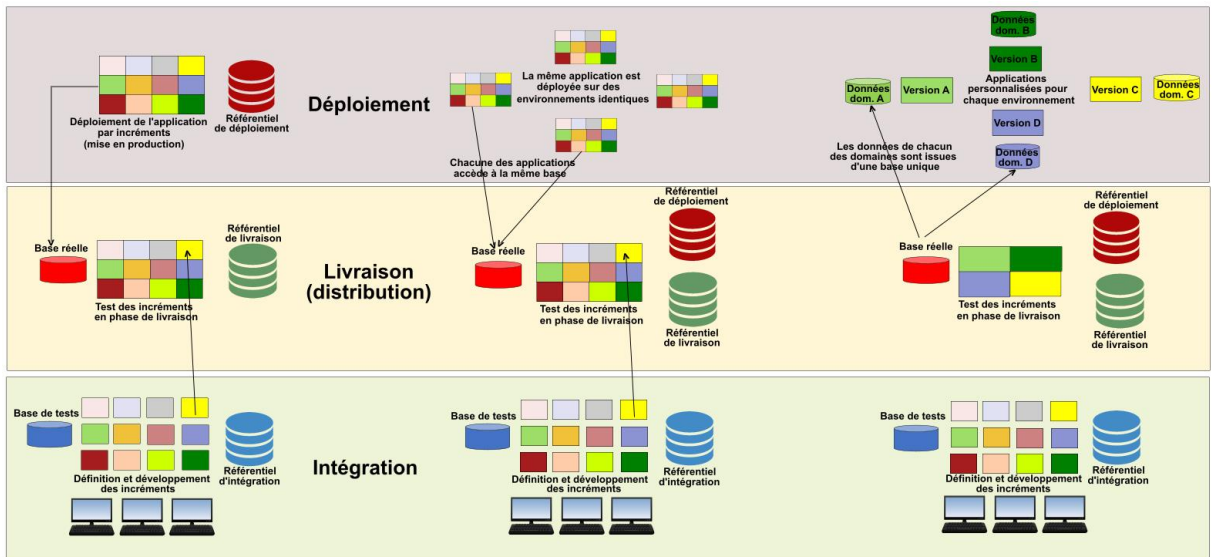 Déploiement de l'application
par incréments
(mise en production)
Référentiel
de déploiement
Déploiement
La même application est
déployée sur des
environnements identiques
Chacune des applications
accède à la même base
Données
dom. B
Version B
Données
dom. A
Version A
Applications
personnalisées pour
chaque environnement
Version C
Données
dom. C
Version D
Données
dom. D
Les données de chacun
des domaines sont issues
d'une base unique
Base réelle
Référentiel
de livraison
Test des incréments
en phase de livraison
Livraison
(distribution)
Base réelle
Référentiel
de déploiement
Test des incréments
en phase de livraison
Référentiel
de livraison
Base réelle
Référentiel
de déploiement
Test des incréments
en phase de livraison
Référentiel
de livraison
Base de tests
Référentiel
d'intégration
Définition et développement
des incréments
Intégration
Base de tests
Référentiel
d'intégration
Définition et développement
des incréments
Base de tests
Référentiel
d'intégration
Définition et développement
des incréments